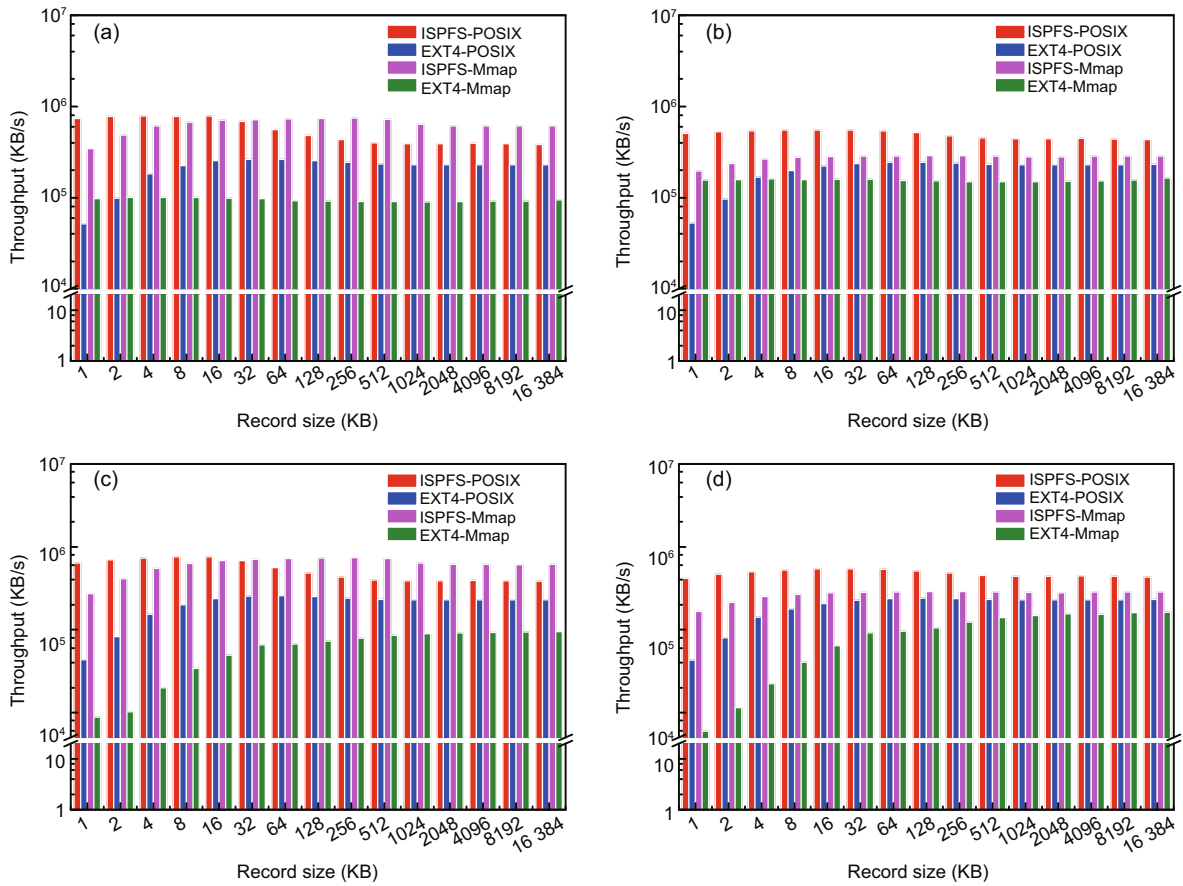 (a)
ISPFS-POSIX
EXT4-POSIX
ISPFS-Mmap
EXT4-Mmap
Throughput (KB/s)
10^7
10^6
10^5
10^4
10
1
1 2 4 8 16 32 64 128 256 512 1024 2048 4096 8192 16 384
Record size (KB)
(b)
ISPFS-POSIX
EXT4-POSIX
ISPFS-Mmap
EXT4-Mmap
Throughput (KB/s)
10^7
10^6
10^5
10^4
10
1
1 2 4 8 16 32 64 128 256 512 1024 2048 4096 8192 16 384
Record size (KB)
(c)
ISPFS-POSIX
EXT4-POSIX
ISPFS-Mmap
EXT4-Mmap
Throughput (KB/s)
10^7
10^6
10^5
10^4
10
1
1 2 4 8 16 32 64 128 256 512 1024 2048 4096 8192 16 384
Record size (KB)
(d)
ISPFS-POSIX
EXT4-POSIX
ISPFS-Mmap
EXT4-Mmap
Throughput (KB/s)
10^7
10^6
10^5
10^4
10
1
1 2 4 8 16 32 64 128 256 512 1024 2048 4096 8192 16 384
Record size (KB)